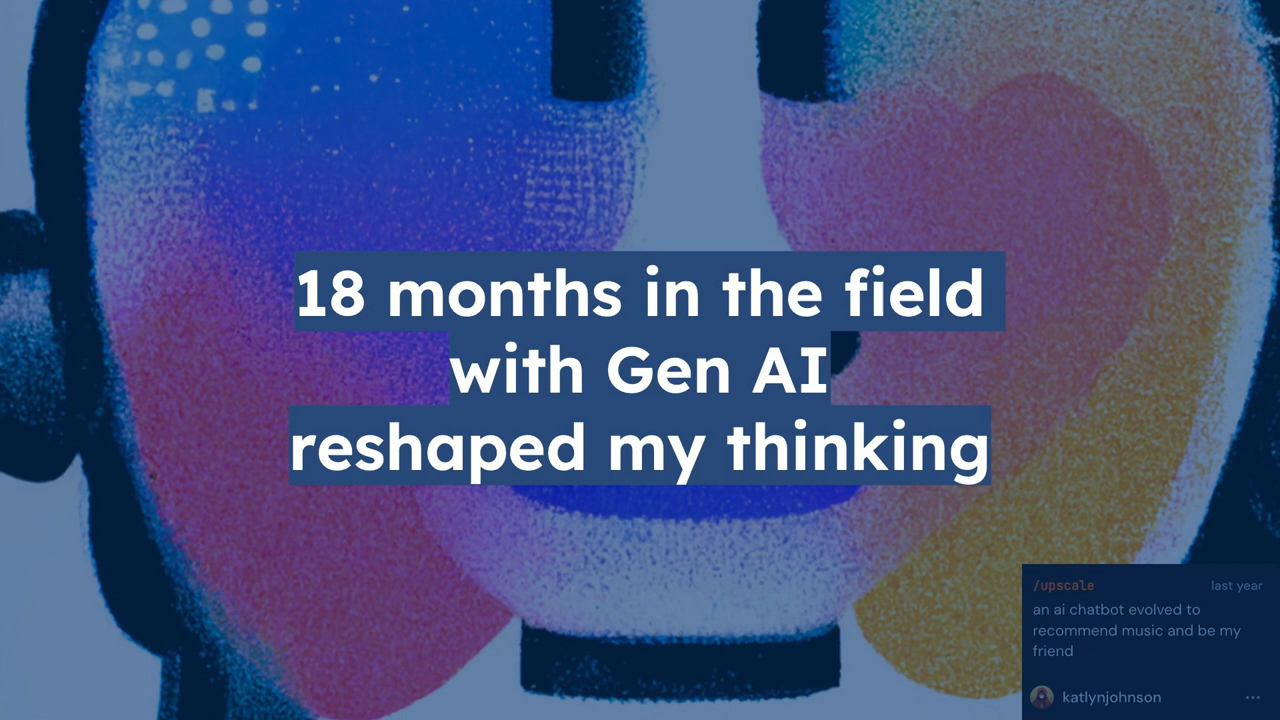 18 months in the field
with Gen AI
reshaped my thinking
/upscale
last year
an ai chatbot evolved to
recommend music and be my
friend
katlynjohnson